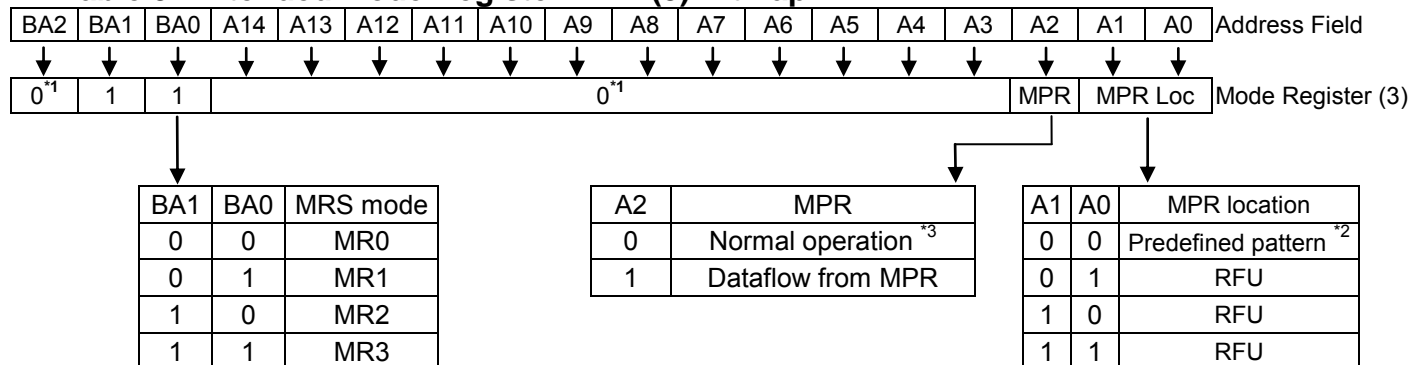 BA2 BA1 BA0 A14 A13 A12 A11 A10 A9 A8 A7 A6 A5 A4 A3 A2 A1 A0 Address Field
0*1 1 1 0*1 MPR MPR Loc Mode Register (3)
BA1 BA0 MRS mode
0 0 MR0
0 1 MR1
1 0 MR2
1 1 MR3
A2 MPR
0 Normal operation *3
1 Dataflow from MPR
A1 A0 MPR location
0 0 Predefined pattern *2
0 1 RFU
1 0 RFU
1 1 RFU